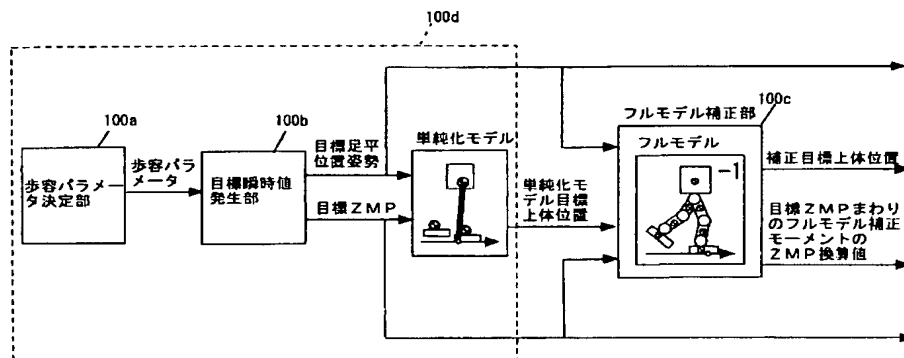 100d
100a
歩容パラメー
タ決定部
歩容パラ
メータ
100b
目標瞬時値
発生部
目標足平
位置姿勢
目標ZMP
単純化モデル
単純化モ
デル目標
上体位置
100c
フルモデル補正部
フルモデル
-1
補正目標上体位置
目標ZMPまわり
のフルモデル補正
モーメントの
ZMP換算値